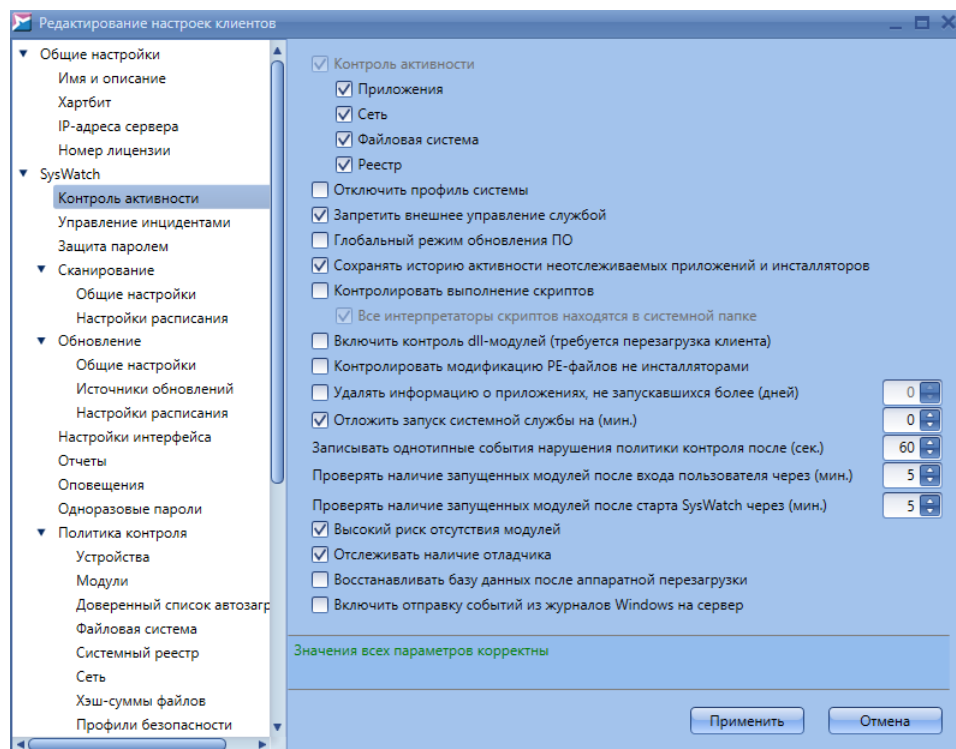 Редактирование настроек клиентов
Общие настройки
Имя и описание
Хартбит
IP-адреса сервера
Номер лицензии
SysWatch
Контроль активности
Управление инцидентами
Защита паролем
Сканирование
Общие настройки
Настройки расписания
Обновление
Общие настройки
Источники обновлений
Настройки расписания
Настройки интерфейса
Отчеты
Оповещения
Одноразовые пароли
Политика контроля
Устройства
Модули
Доверенный список автозагр
Файловая система
Системный реестр
Сеть
Хэш-суммы файлов
Профили безопасности
Контроль активности
Приложения
Сеть
Файловая система
Реестр
Отключить профиль системы
Запретить внешнее управление службой
Глобальный режим обновления ПО
Сохранять историю активности неотслеживаемых приложений и инсталляторов
Контролировать выполнение скриптов
Все интерпретаторы скриптов находятся в системной папке
Включить контроль dll-модулей (требуется перезагрузка клиента)
Контролировать модификацию PE-файлов не инсталляторами
Удалять информацию о приложениях, не запускавшихся более (дней) 0
Отложить запуск системной службы на (мин.) 0
Записывать однотипные события нарушения политики контроля после (сек.) 60
Проверять наличие запущенных модулей после входа пользователя через (мин.) 5
Проверять наличие запущенных модулей после старта SysWatch через (мин.) 5
Высокий риск отсутствия модулей
Отслеживать наличие отладчика
Восстанавливать базу данных после аппаратной перезагрузки
Включить отправку событий из журналов Windows на сервер
Значения всех параметров корректны
Применить Отмена